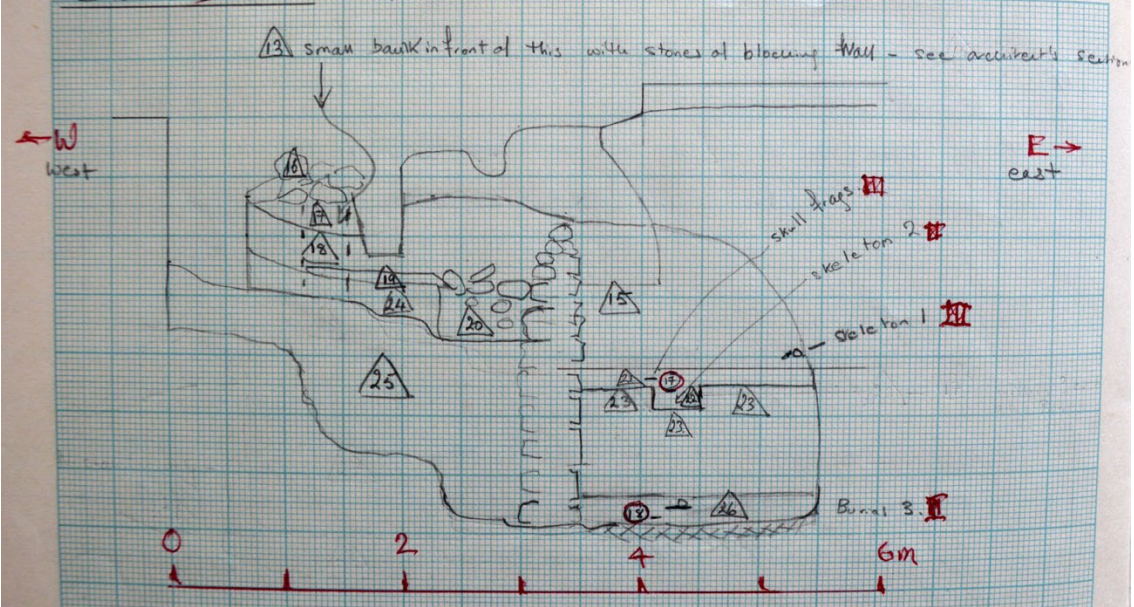 13 small baulk in front of this with stones of blocking wall - see architect's section
W
west
E
east
16
skull frags.
17
18
skeleton 2
19
24
15
20
skeleton 1
25
21
17
23
23
23
18
26
Burial 3.
0
2
4
6m